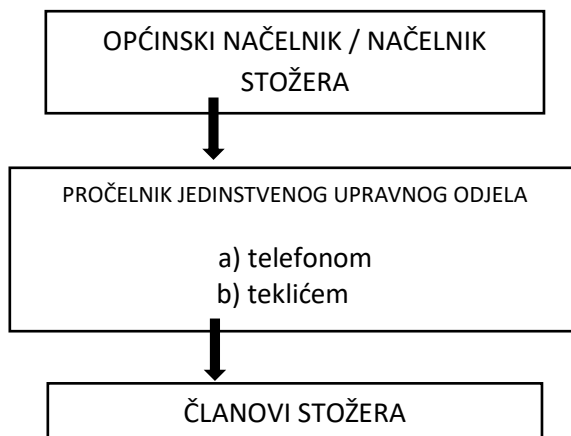 OPĆINSKI NAČELNIK / NAČELNIK
STOŽERA
PROČELNIK JEDINSTVENOG UPRAVNOG ODJELA
a) telefonom
b) teklićem
ČLANOVI STOŽERA